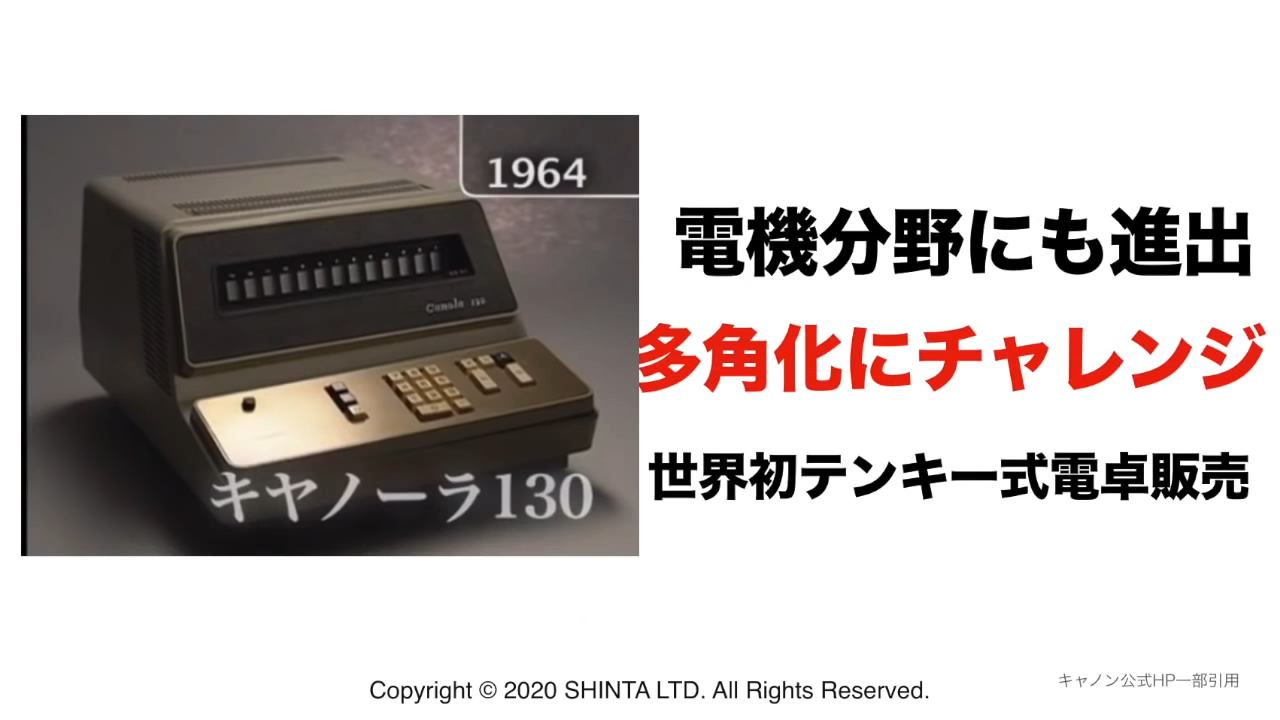 1964
Canola 130
キヤノーラ130
電機分野にも進出
多角化にチャレンジ
世界初テンキー式電卓販売
Copyright © 2020 SHINTA LTD. All Rights Reserved.
キャノン公式HP一部引用